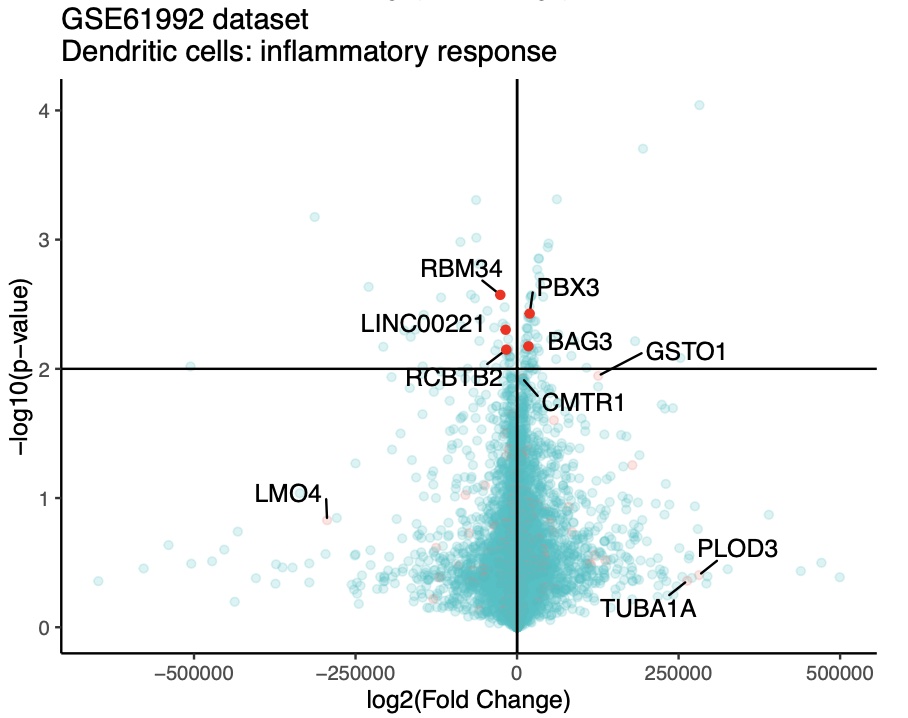 GSE61992 dataset
Dendritic cells: inflammatory response
4
3
2
1
0
−log10(p−value)
RBM34
PBX3
LINC00221
BAG3
GSTO1
RCBTB2
CMTR1
LMO4
PLOD3
TUBA1A
−500000
−250000
0
250000
500000
log2(Fold Change)